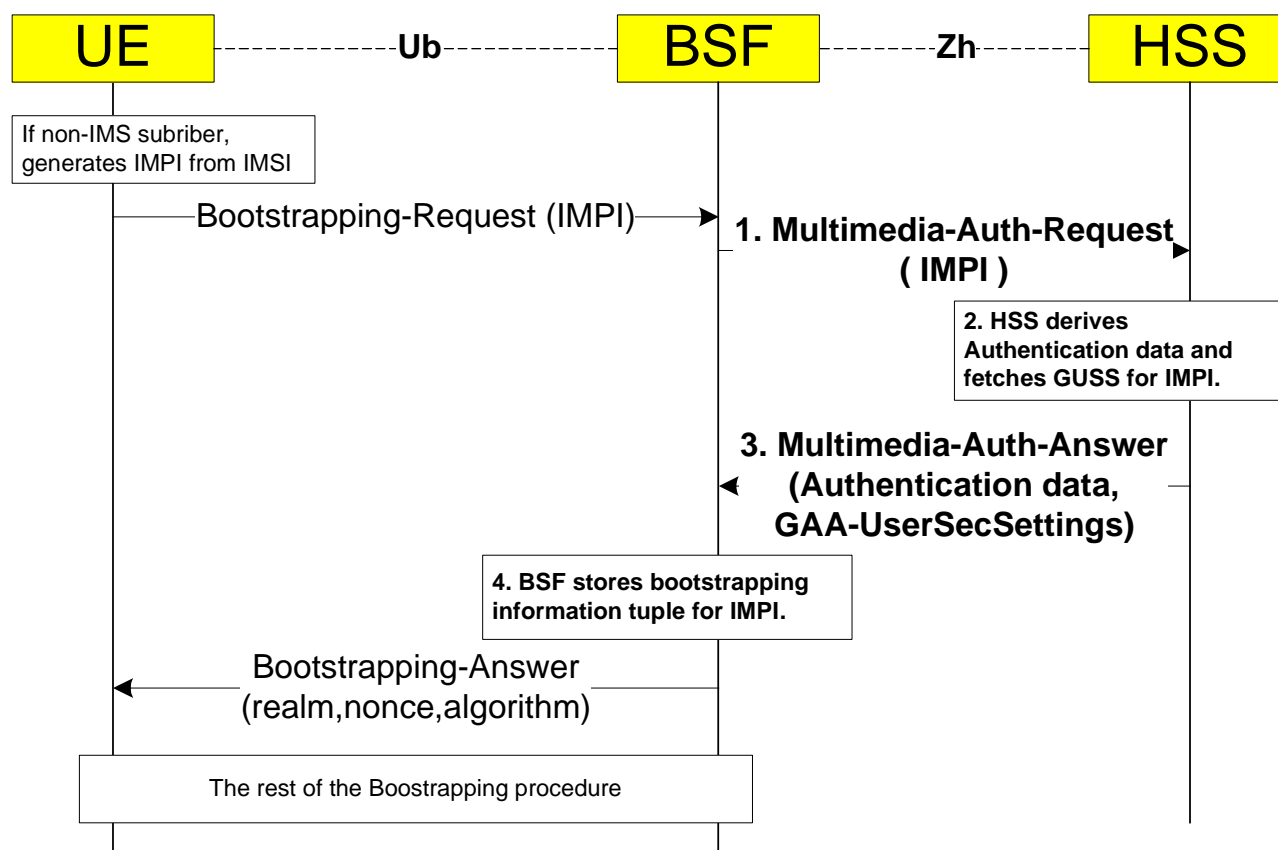 UE
Ub
BSF
Zh
HSS
If non-IMS subriber,
generates IMPI from IMSI
Bootstrapping-Request (IMPI)
1. Multimedia-Auth-Request
( IMPI )
2. HSS derives
Authentication data and
fetches GUSS for IMPI.
3. Multimedia-Auth-Answer
(Authentication data,
GAA-UserSecSettings)
4. BSF stores bootstrapping
information tuple for IMPI.
Bootstrapping-Answer
(realm,nonce,algorithm)
The rest of the Boostrapping procedure